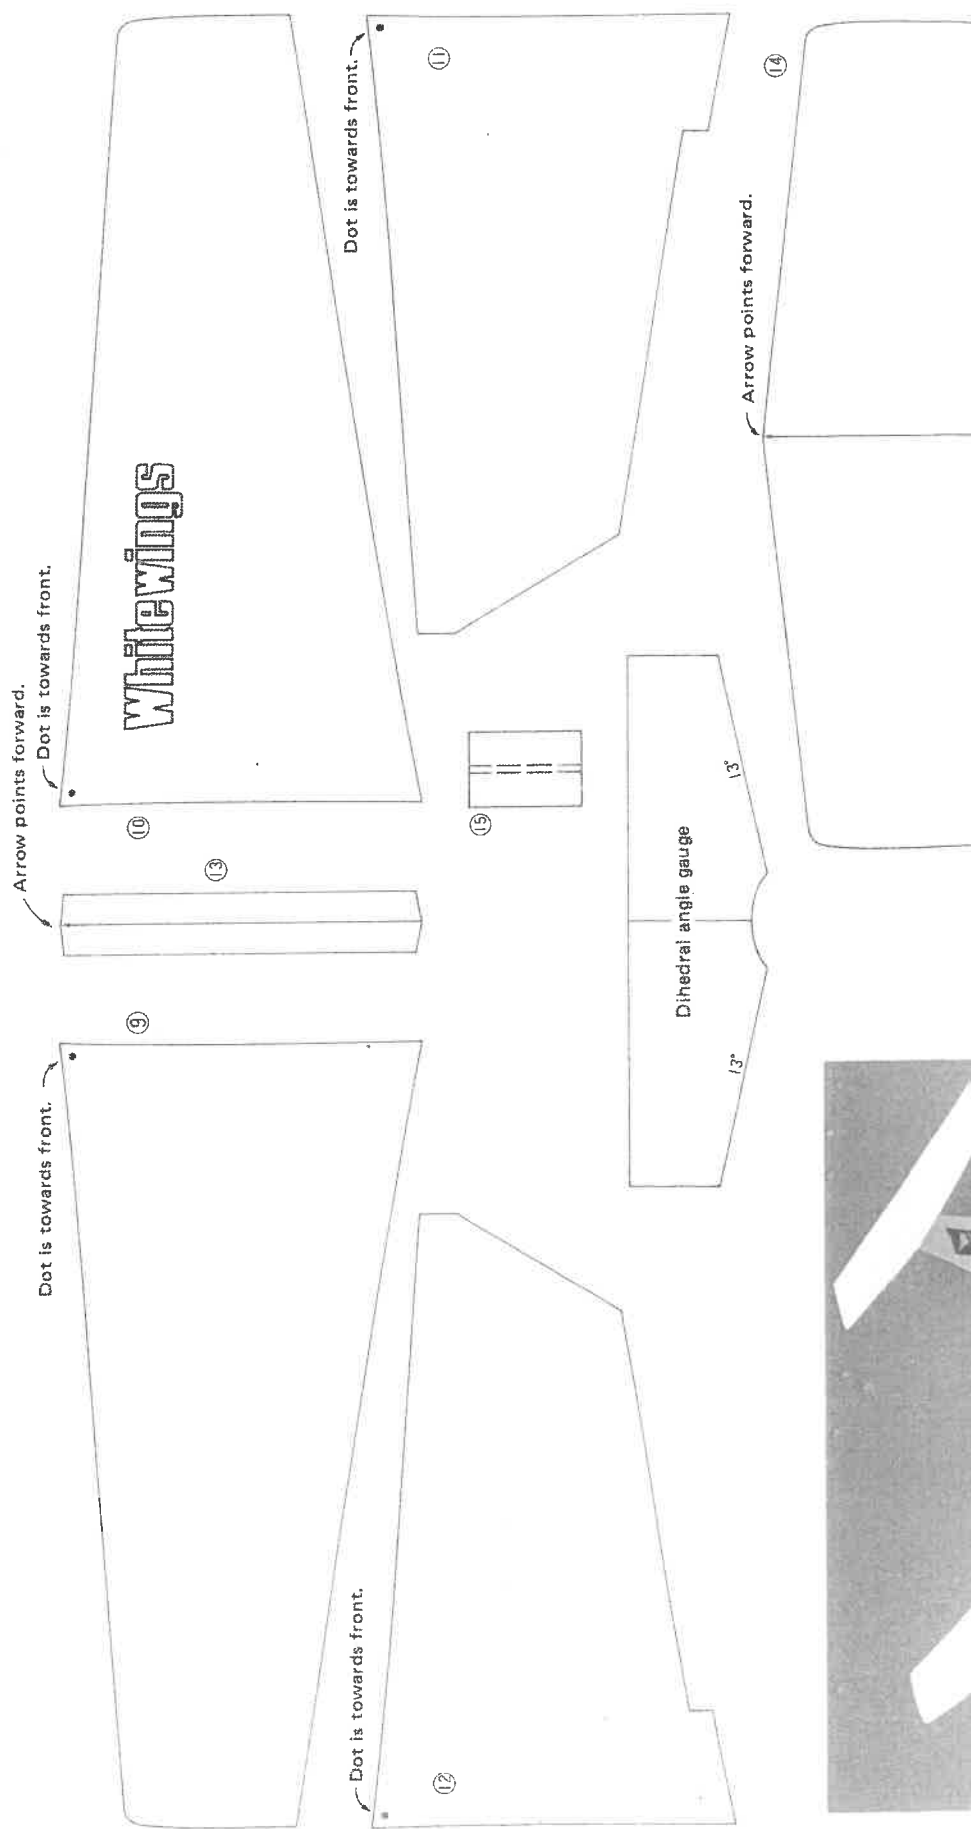 Dot is towards front.
⑨
Arrow points forward.
⑬
Dot is towards front.
⑩
Whitewings
Dot is towards front.
⑫
Dot is towards front.
⑪
⑮
13°
Dihedral angle gauge
13°
Arrow points forward.
⑭